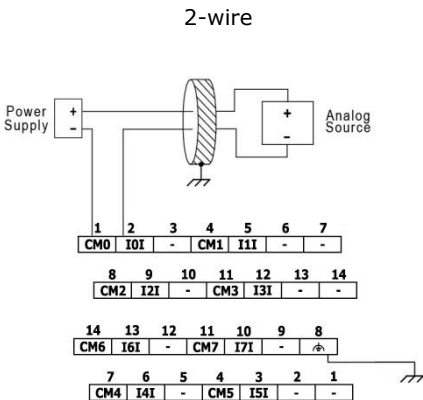 2-wire
Power Supply
+
-
+
-
Analog Source
1 2 3 4 5 6 7
CM0 I0I - CM1 I1I - -
8 9 10 11 12 13 14
CM2 I2I - CM3 I3I - -
14 13 12 11 10 9 8
CM6 I6I - CM7 I7I -
7 6 5 4 3 2 1
CM4 I4I - CM5 I5I - -